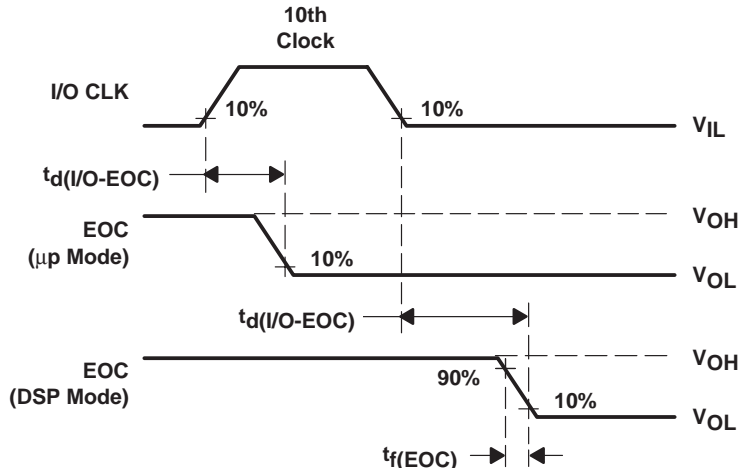 10th
Clock
I/O CLK
10%
10%
VIL
td(I/O-EOC)
VOH
EOC
(μp Mode)
10%
VOL
td(I/O-EOC)
VOH
EOC
(DSP Mode)
90%
10%
VOL
tf(EOC)